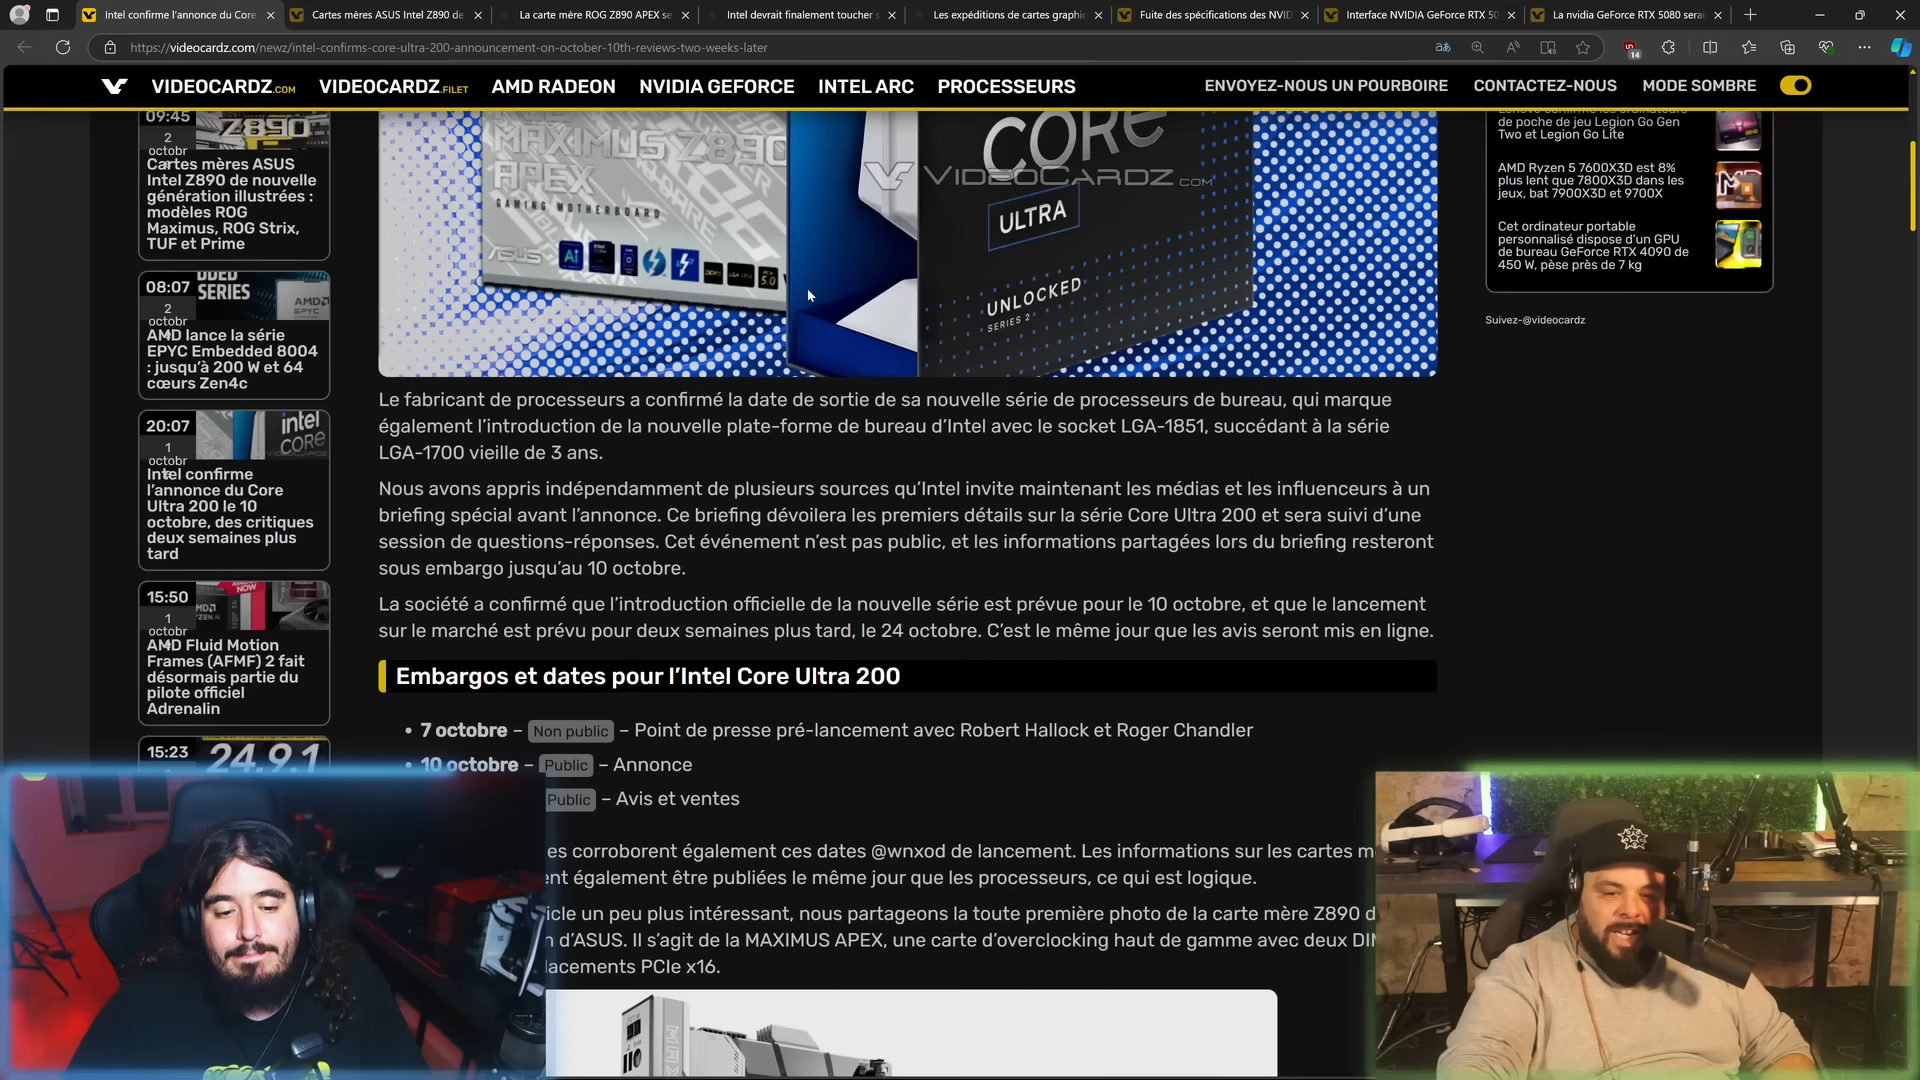 Intel confirme l'annonce du Core
Cartes mères ASUS Intel Z890 de
La carte mère ROG Z890 APEX se
Intel devrait finalement toucher
Les expéditions de cartes graphi
Fuite des spécifications des NVID
Interface NVIDIA GeForce RTX 50
La nvidia GeForce RTX 5080 serai
https://videocardz.com/newz/intel-confirms-core-ultra-200-announcement-on-october-10th-reviews-two-weeks-later
14
VIDEOCARDZ.COM
VIDEOCARDZ.FILET
AMD RADEON
NVIDIA GEFORCE
INTEL ARC
PROCESSEURS
ENVOYEZ-NOUS UN POURBOIRE
CONTACTEZ-NOUS
MODE SOMBRE
09:45
2
octobr
Z890
Cartes mères ASUS
Intel Z890 de nouvelle
génération illustrées :
modèles ROG
Maximus, ROG Strix,
TUF et Prime
08:07
2
octobr
SERIES
AMD
EPYC
AMD lance la série
EPYC Embedded 8004
: jusqu'à 200 W et 64
cœurs Zen4c
20:07
1
octobr
intel
CORE
Intel confirme
l'annonce du Core
Ultra 200 le 10
octobre, des critiques
deux semaines plus
tard
15:50
1
octobr
NOW
AMD Fluid Motion
Frames (AFMF) 2 fait
désormais partie du
pilote officiel
Adrenalin
15:23
24.9.1
MAXIMUS Z890
APEX
GAMING MOTHERBOARD
ASUS
AI
5.0
CORE
VIDEOCARDZ.COM
ULTRA
UNLOCKED
SERIES 2
Le fabricant de processeurs a confirmé la date de sortie de sa nouvelle série de processeurs de bureau, qui marque
également l'introduction de la nouvelle plate-forme de bureau d'Intel avec le socket LGA-1851, succédant à la série
LGA-1700 vieille de 3 ans.
Nous avons appris indépendamment de plusieurs sources qu'Intel invite maintenant les médias et les influenceurs à un
briefing spécial avant l'annonce. Ce briefing dévoilera les premiers détails sur la série Core Ultra 200 et sera suivi d'une
session de questions-réponses. Cet événement n'est pas public, et les informations partagées lors du briefing resteront
sous embargo jusqu'au 10 octobre.
La société a confirmé que l'introduction officielle de la nouvelle série est prévue pour le 10 octobre, et que le lancement
sur le marché est prévu pour deux semaines plus tard, le 24 octobre. C'est le même jour que les avis seront mis en ligne.
Embargos et dates pour l'Intel Core Ultra 200
• 7 octobre – Non public – Point de presse pré-lancement avec Robert Hallock et Roger Chandler
• 10 octobre – Public – Annonce
Public – Avis et ventes
es corroborent également ces dates @wnxod de lancement. Les informations sur les cartes m
nt également être publiées le même jour que les processeurs, ce qui est logique.
icle un peu plus intéressant, nous partageons la toute première photo de la carte mère Z890 d
n d'ASUS. Il s'agit de la MAXIMUS APEX, une carte d'overclocking haut de gamme avec deux DI
lacements PCIe x16.
de poche de jeu Legion Go Gen
Two et Legion Go Lite
AMD Ryzen 5 7600X3D est 8%
plus lent que 7800X3D dans les
jeux, bat 7900X3D et 9700X
Cet ordinateur portable
personnalisé dispose d'un GPU
de bureau GeForce RTX 4090 de
450 W, pèse près de 7 kg
Suivez-@videocardz